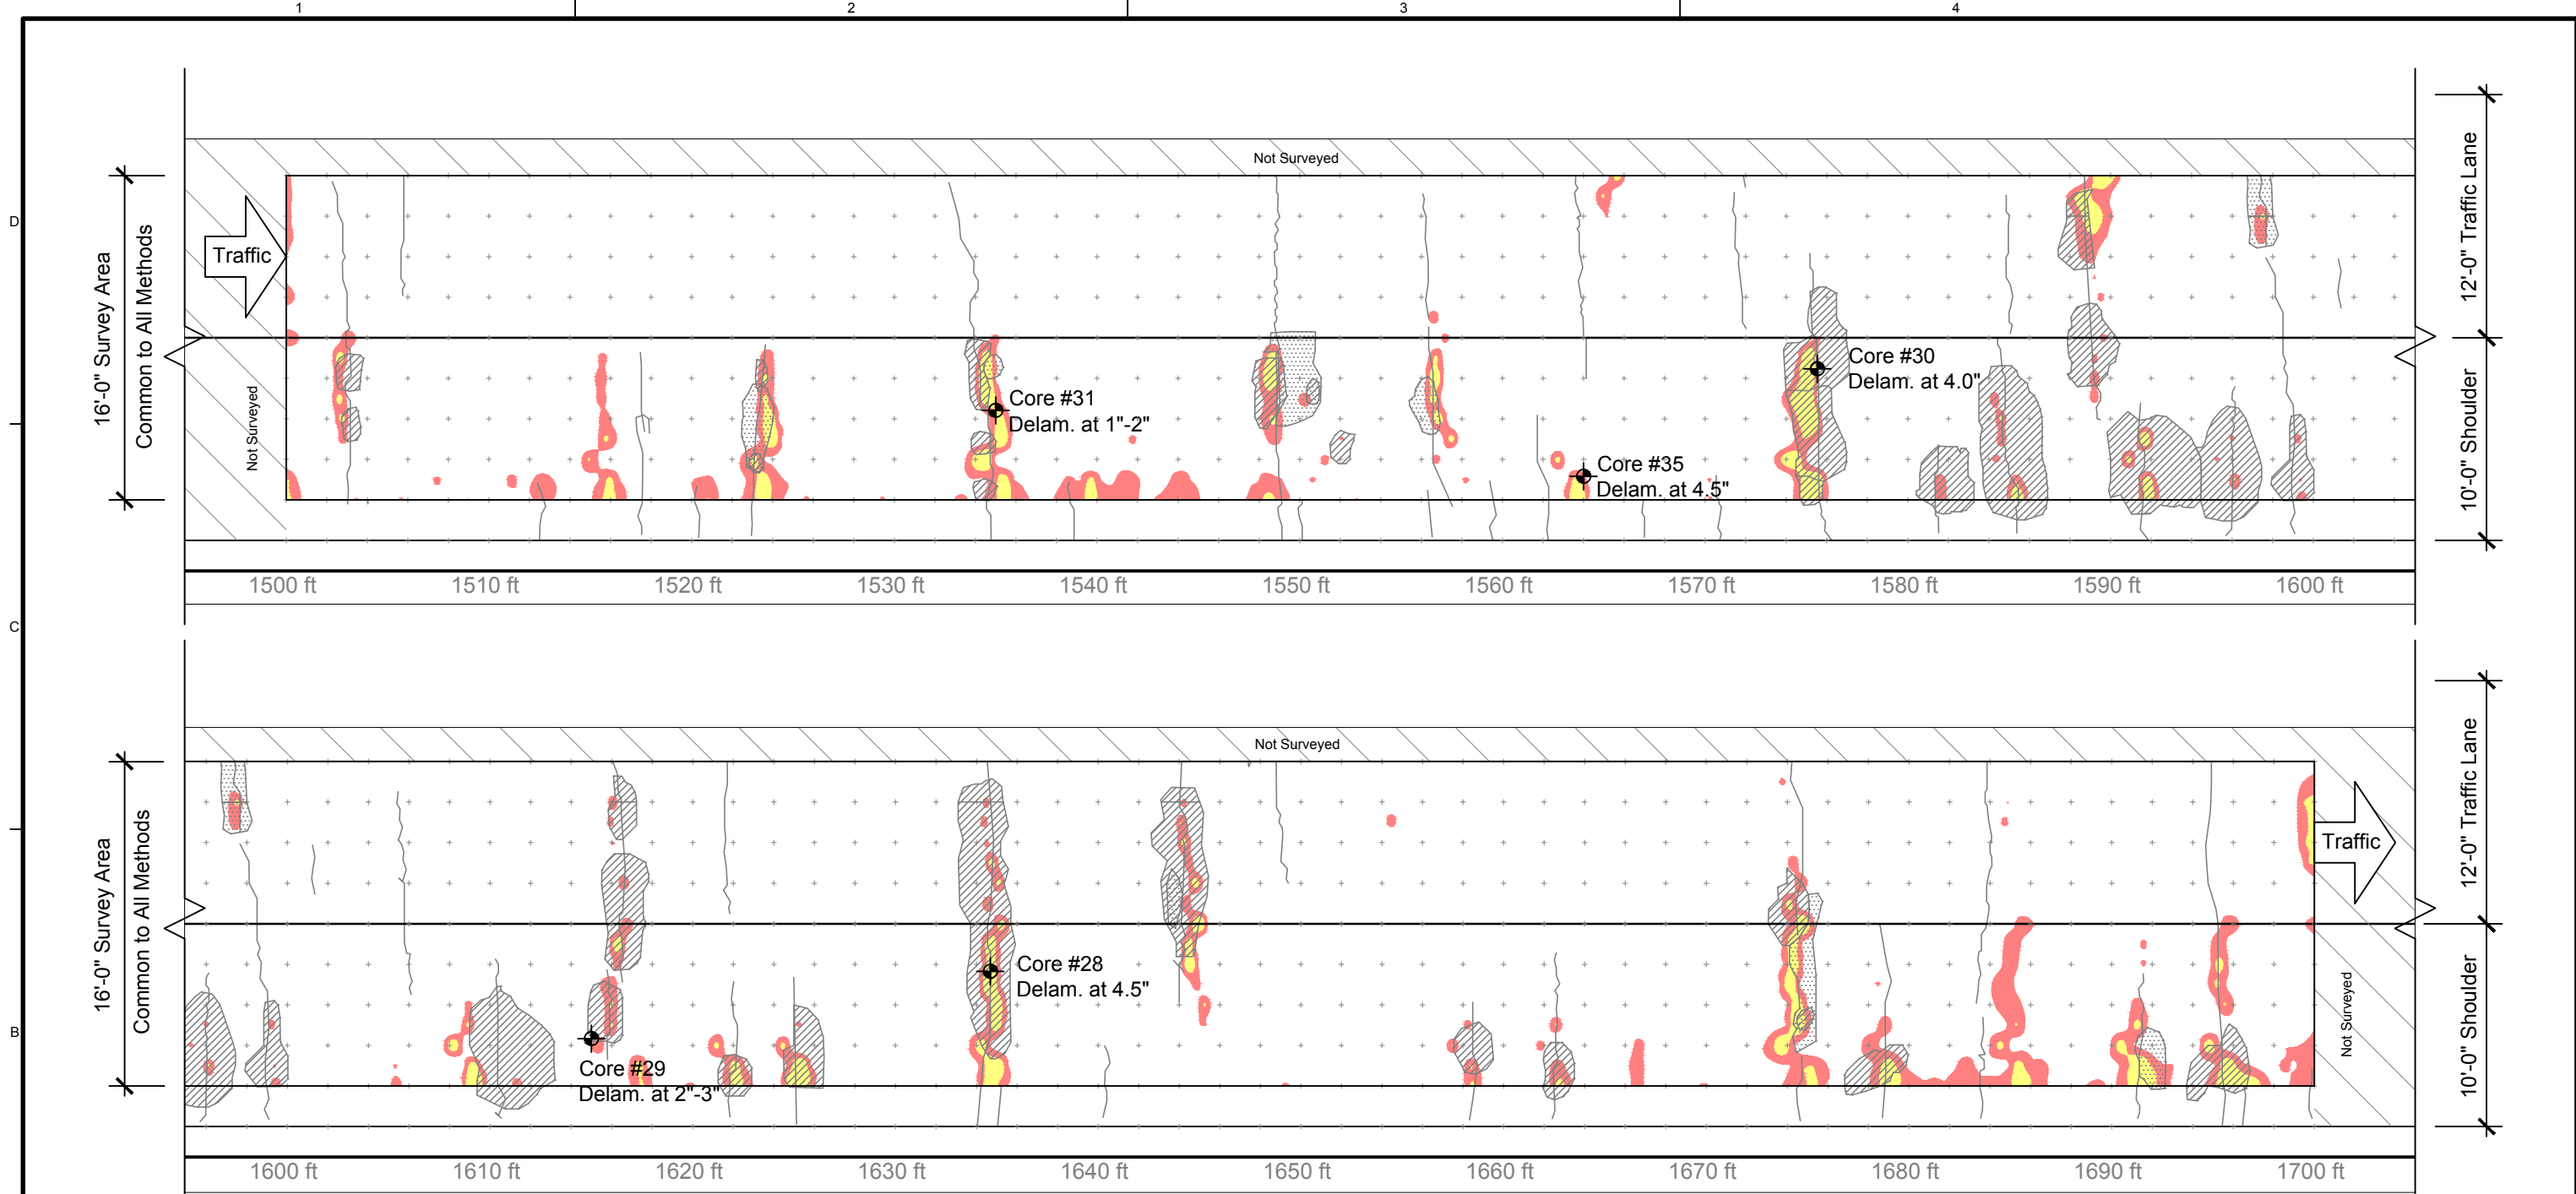 1 2 3 4
D
C
B
Not Surveyed
16'-0" Survey Area
Common to All Methods
Traffic
Not Surveyed
Core #31
Delam. at 1"-2"
Core #35
Delam. at 4.5"
Core #30
Delam. at 4.0"
12'-0" Traffic Lane
10'-0" Shoulder
1500 ft 1510 ft 1520 ft 1530 ft 1540 ft 1550 ft 1560 ft 1570 ft 1580 ft 1590 ft 1600 ft
Not Surveyed
16'-0" Survey Area
Common to All Methods
Core #29
Delam. at 2"-3"
Core #28
Delam. at 4.5"
Traffic
Not Surveyed
12'-0" Traffic Lane
10'-0" Shoulder
1600 ft 1610 ft 1620 ft 1630 ft 1640 ft 1650 ft 1660 ft 1670 ft 1680 ft 1690 ft 1700 ft